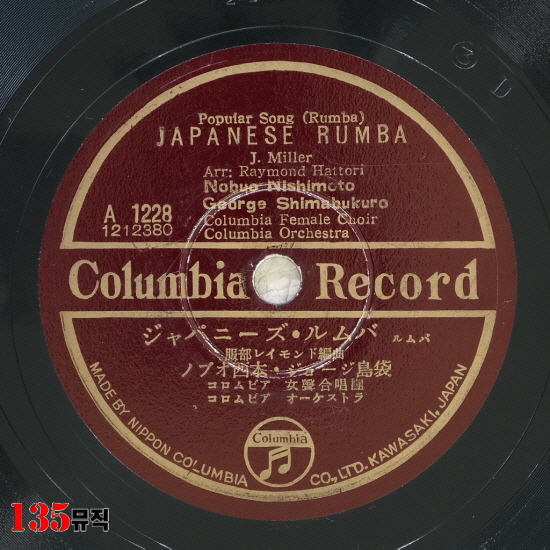 3 D
Popular Song (Rumba)
JAPANESE RUMBA
J. Miller
Arr: Raymond Hattori
Nobuo Nishimoto
George Shimabukuro
A 1228
1212380
Columbia Female Choir
Columbia Orchestra
Columbia Record
ジャパニーズ・ルムバ ルムバ
服部レイモンド編曲
ノブオ西本・ジョージ島袋
コロムビア 女聲合唱團
コロムビア オーケストラ
Columbia
MADE BY NIPPON COLUMBIA CO., LTD. KAWASAKI, JAPAN
135뮤직